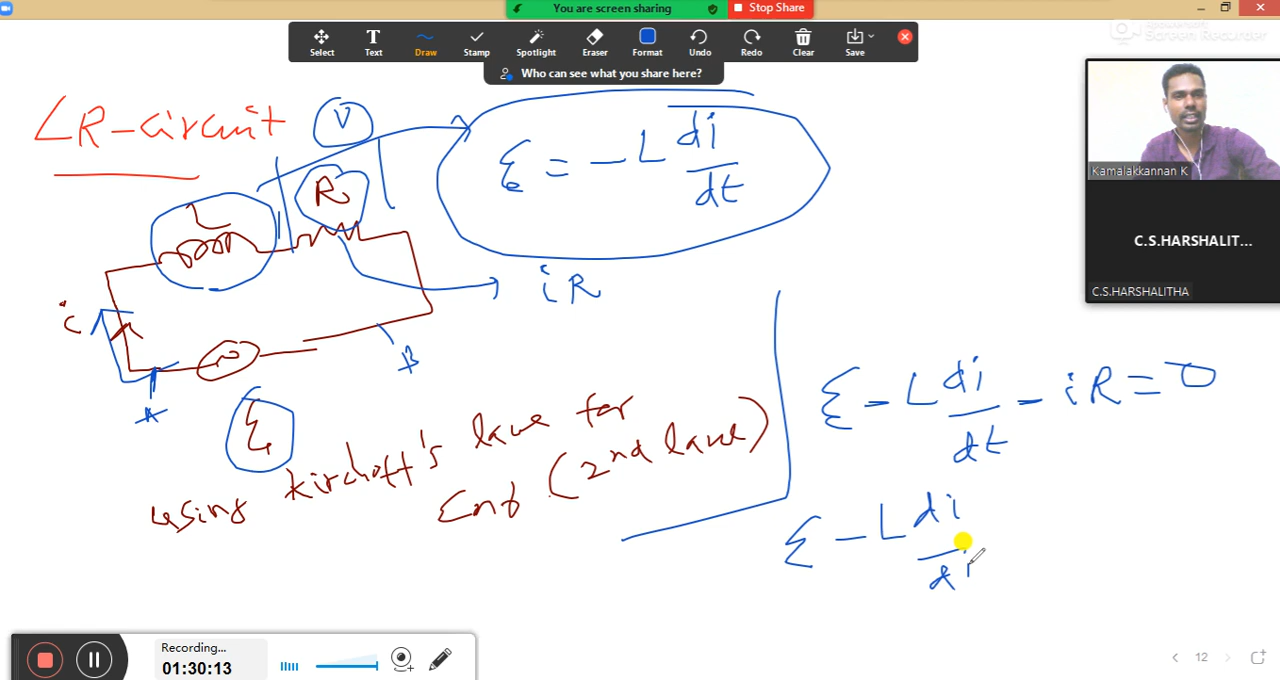 You are screen sharing
Stop Share
Select
Text
Draw
Stamp
Spotlight
Eraser
Format
Undo
Redo
Clear
Save
Who can see what you share here?
Screen Recorder
LR-circuit
V
R
L
ε = -L di/dt
iR
i
A
B
ε
using kirchoff's law for
Emf (2nd law)
ε - L di/dt - iR = 0
ε - L di
Kamalakkannan K
C.S.HARSHALIT...
C.S.HARSHALITHA
Recording...
01:30:13
12